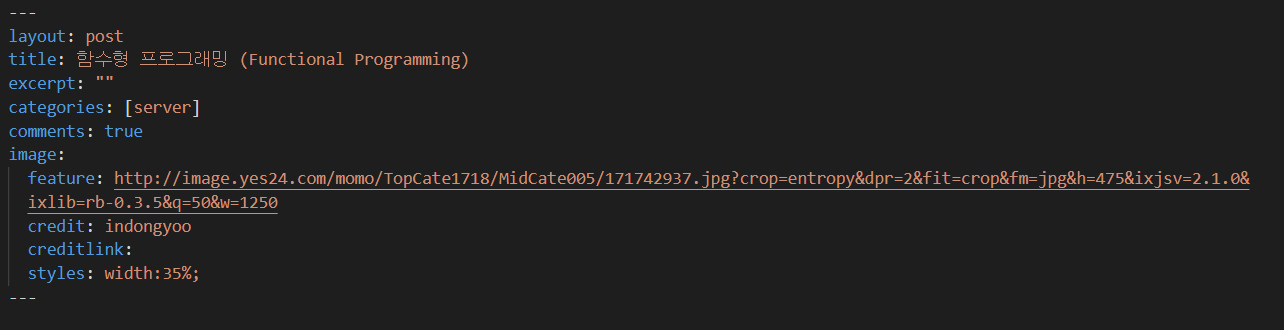 ---
layout: post
title: 함수형 프로그래밍 (Functional Programming)
excerpt: ""
categories: [server]
comments: true
image:
feature: http://image.yes24.com/momo/TopCate1718/MidCate005/171742937.jpg?crop=entropy&dpr=2&fit=crop&fm=jpg&h=475&ixjsv=2.1.0&
ixlib=rb-0.3.5&q=50&w=1250
credit: indongyoo
creditlink:
styles: width:35%;
---